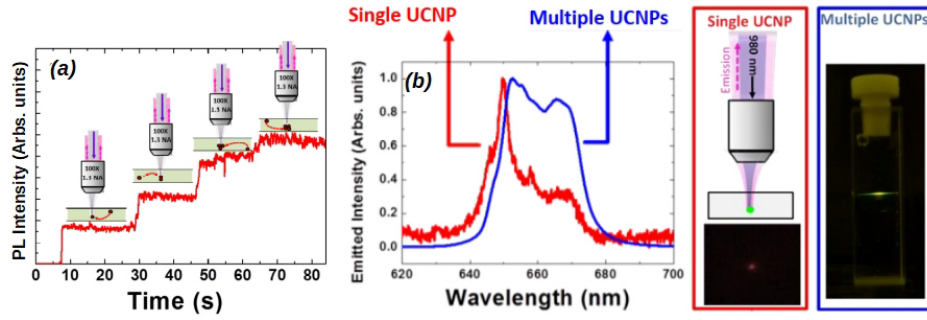 (a)
PL Intensity (Arbs. units)
100X
1.3 NA
100X
1.3 NA
100X
1.3 NA
100X
1.3 NA
0 10 20 30 40 50 60 70 80
Time (s)
Single UCNP
Multiple UCNPs
(b)
Emitted Intensity (Arbs. units)
1.0
0.8
0.6
0.4
0.2
0.0
620 640 660 680 700
Wavelength (nm)
Single UCNP
Emission
980 nm
Multiple UCNPs